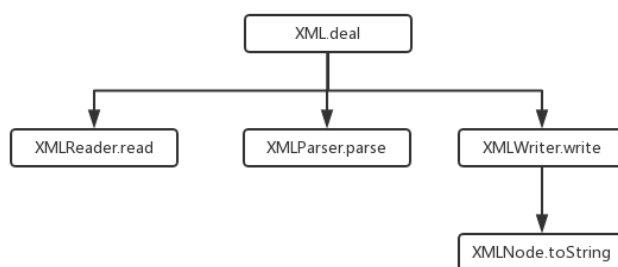 XML.deal
XMLReader.read
XMLParser.parse
XMLWriter.write
XMLNode.toString